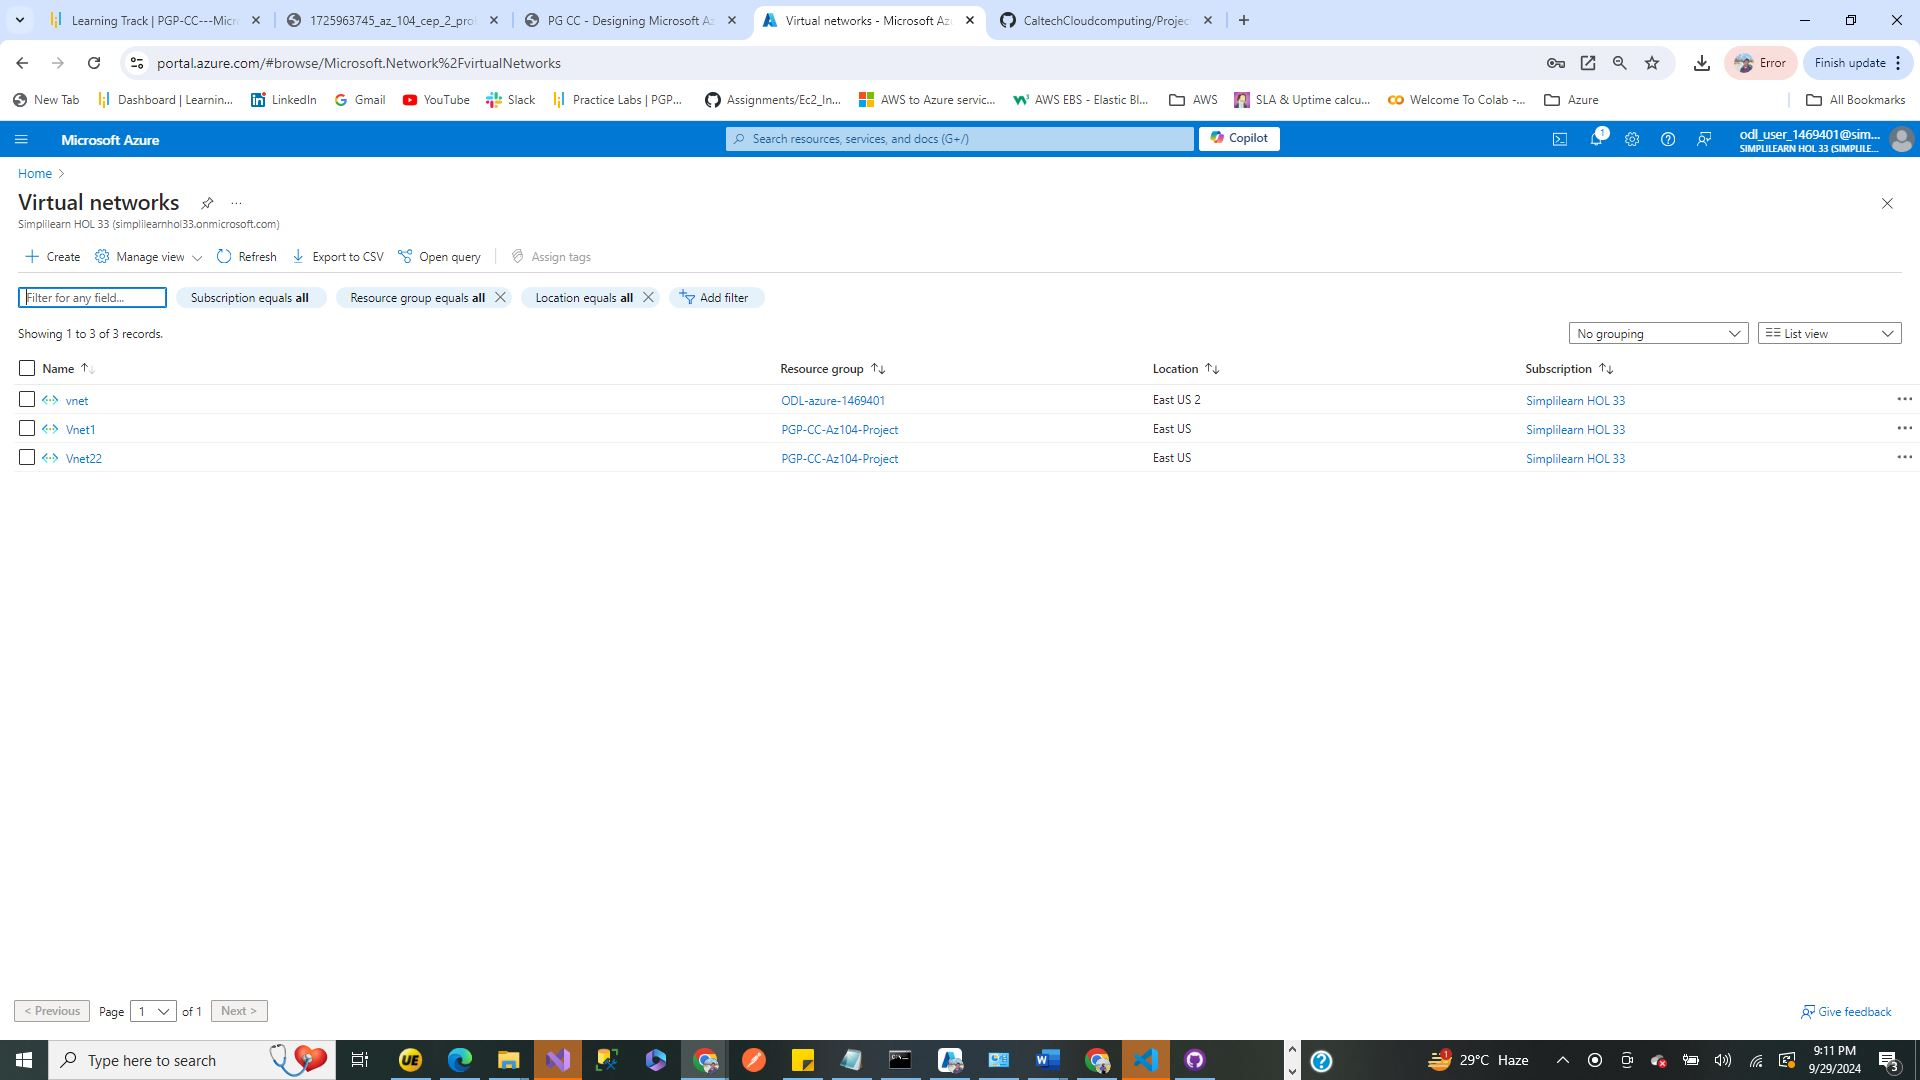 Learning Track | PGP-CC---Micr
1725963745_az_104_cep_2_prol
PG CC - Designing Microsoft Az
Virtual networks - Microsoft Azu
CaltechCloudcomputing/Project
portal.azure.com/#browse/Microsoft.Network%2FvirtualNetworks
Error
Finish update
New Tab
Dashboard | Learnin...
LinkedIn
Gmail
YouTube
Slack
Practice Labs | PGP...
Assignments/Ec2_In...
AWS to Azure servic...
AWS EBS - Elastic Bl...
AWS
SLA & Uptime calcu...
Welcome To Colab -...
Azure
All Bookmarks
Microsoft Azure
Search resources, services, and docs (G+/)
Copilot
1
odl_user_1469401@sim...
SIMPLILEARN HOL 33 (SIMPLILE...
Home >
Virtual networks
...
Simplilearn HOL 33 (simplilearnhol33.onmicrosoft.com)
Create
Manage view
Refresh
Export to CSV
Open query
Assign tags
Filter for any field...
Subscription equals all
Resource group equals all
Location equals all
Add filter
Showing 1 to 3 of 3 records.
No grouping
List view
Name
Resource group
Location
Subscription
vnet ODL-azure-1469401 East US 2 Simplilearn HOL 33
Vnet1 PGP-CC-Az104-Project East US Simplilearn HOL 33
Vnet22 PGP-CC-Az104-Project East US Simplilearn HOL 33
< Previous
Page 1 of 1
Next >
Give feedback
Type here to search
UE
1
29°C Haze
9:11 PM
9/29/2024
3